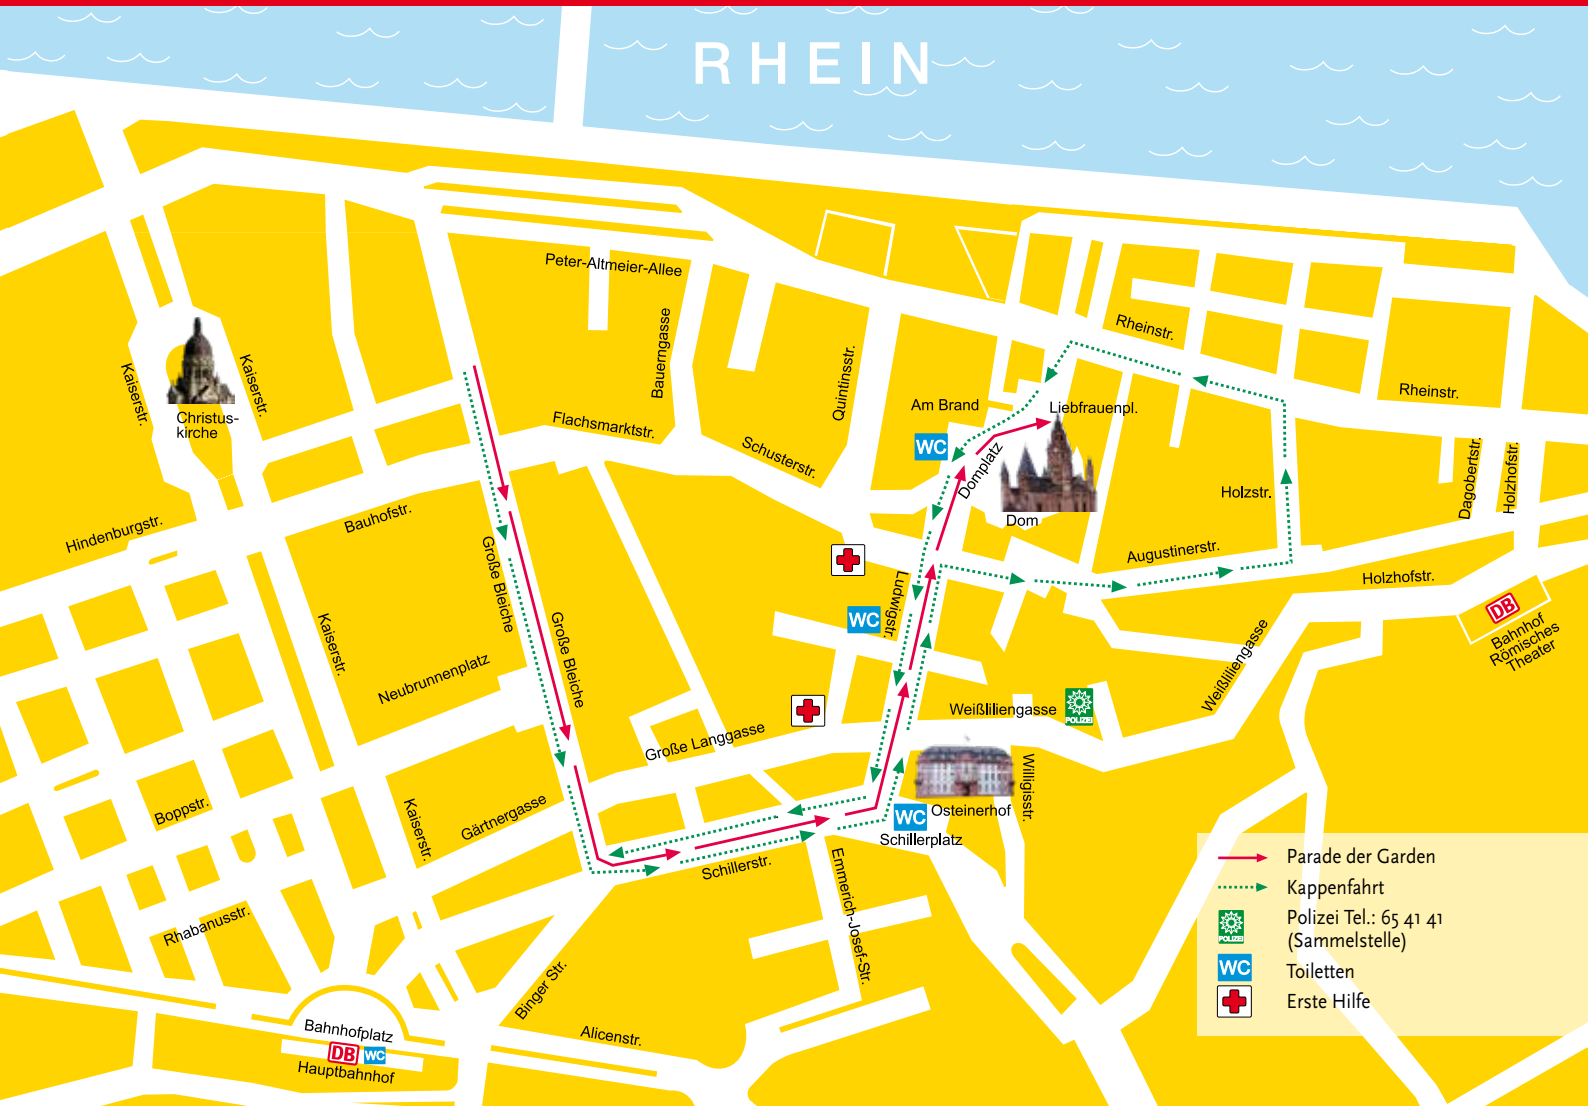 RHEIN
Peter-Altmeier-Allee
Bauerngasse
Quintinsstr.
Rheinstr.
Rheinstr.
Kaiserstr.
Kaiserstr.
Christus-
kirche
Flachsmarktstr.
Schusterstr.
Am Brand
WC
Liebfrauenpl.
Domplatz
Dom
Holzstr.
Dagobertstr.
Holzhofstr.
Hindenburgstr.
Bauhofstr.
Große Bleiche
Große Bleiche
Ludwigstr.
WC
Augustinerstr.
Holzhofstr.
DB
Bahnhof
Römisches
Theater
Kaiserstr.
Neubrunnenplatz
Weißliliengasse
Weißliliengasse
POLIZEI
Große Langgasse
Willigisstr.
Osteinerhof
WC
Schillerplatz
Boppstr.
Kaiserstr.
Gärtnergasse
Schillerstr.
Emmerich-Josef-Str.
Rhabanusstr.
Binger Str.
Alicenstr.
Bahnhofplatz
DB
WC
Hauptbahnhof
Parade der Garden
Kappenfahrt
POLIZEI
Polizei Tel.: 65 41 41
(Sammelstelle)
WC
Toiletten
Erste Hilfe